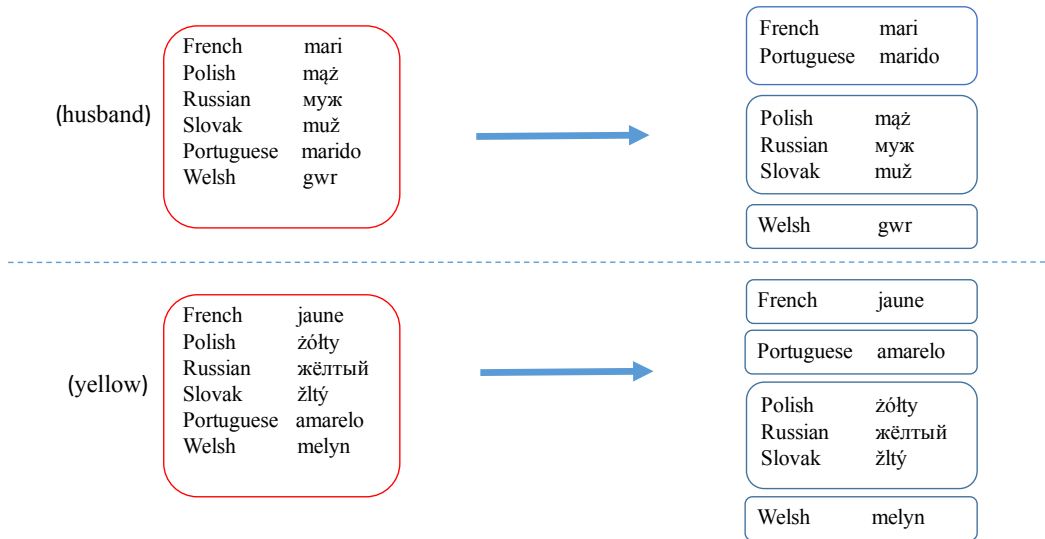 (husband)
French mari
Polish mąż
Russian муж
Slovak muž
Portuguese marido
Welsh gwr
French mari
Portuguese marido
Polish mąż
Russian муж
Slovak muž
Welsh gwr
(yellow)
French jaune
Polish żółty
Russian жёлтый
Slovak žltý
Portuguese amarelo
Welsh melyn
French jaune
Portuguese amarelo
Polish żółty
Russian жёлтый
Slovak žltý
Welsh melyn